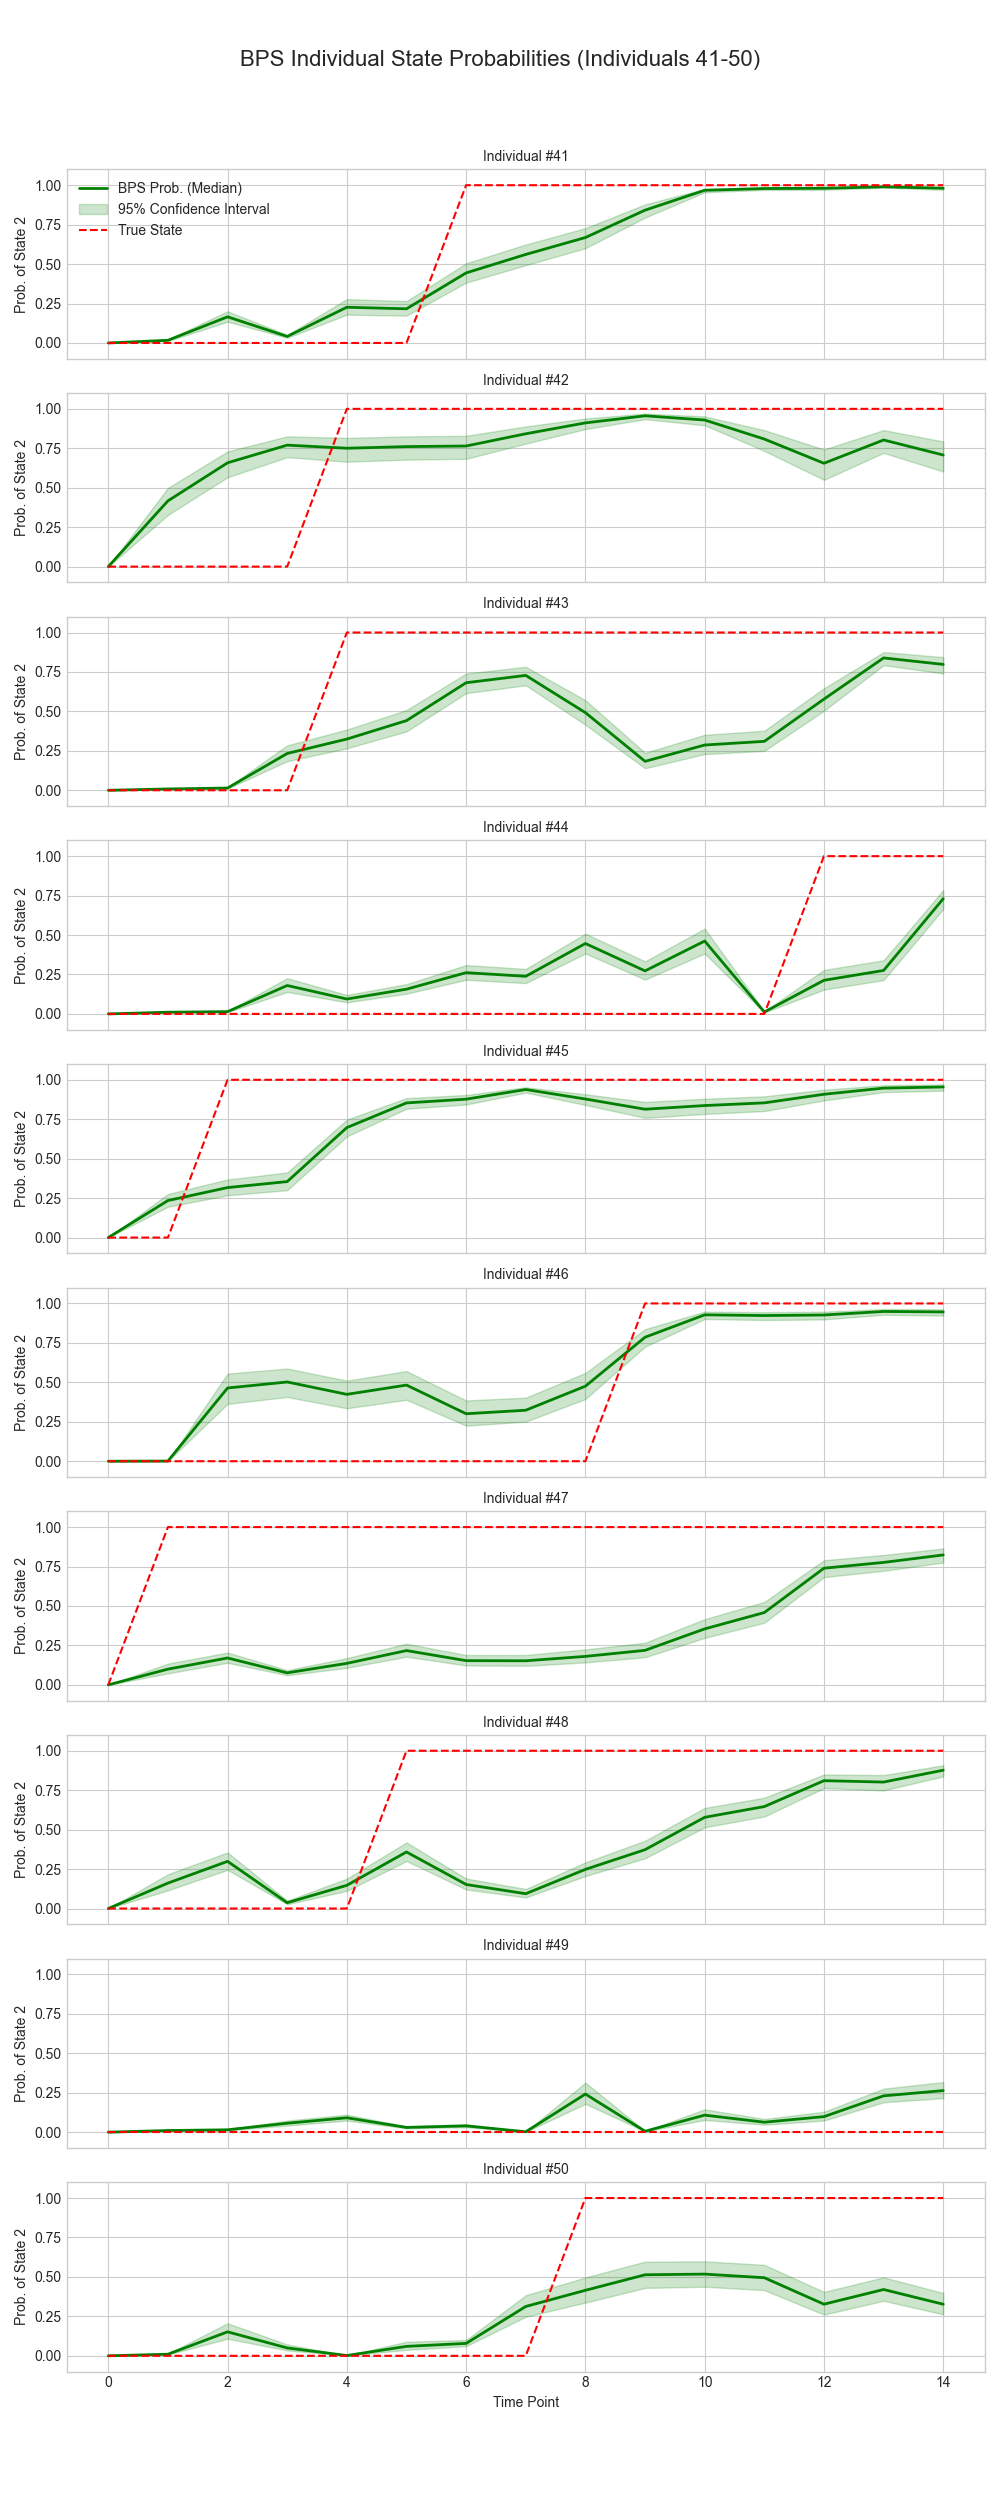 BPS Individual State Probabilities (Individuals 41-50)
Individual #41
1.00
0.75
0.50
0.25
0.00
Prob. of State 2
BPS Prob. (Median)
95% Confidence Interval
True State
Individual #42
1.00
0.75
0.50
0.25
0.00
Prob. of State 2
Individual #43
1.00
0.75
0.50
0.25
0.00
Prob. of State 2
Individual #44
1.00
0.75
0.50
0.25
0.00
Prob. of State 2
Individual #45
1.00
0.75
0.50
0.25
0.00
Prob. of State 2
Individual #46
1.00
0.75
0.50
0.25
0.00
Prob. of State 2
Individual #47
1.00
0.75
0.50
0.25
0.00
Prob. of State 2
Individual #48
1.00
0.75
0.50
0.25
0.00
Prob. of State 2
Individual #49
1.00
0.75
0.50
0.25
0.00
Prob. of State 2
Individual #50
1.00
0.75
0.50
0.25
0.00
Prob. of State 2
0 2 4 6 8 10 12 14
Time Point